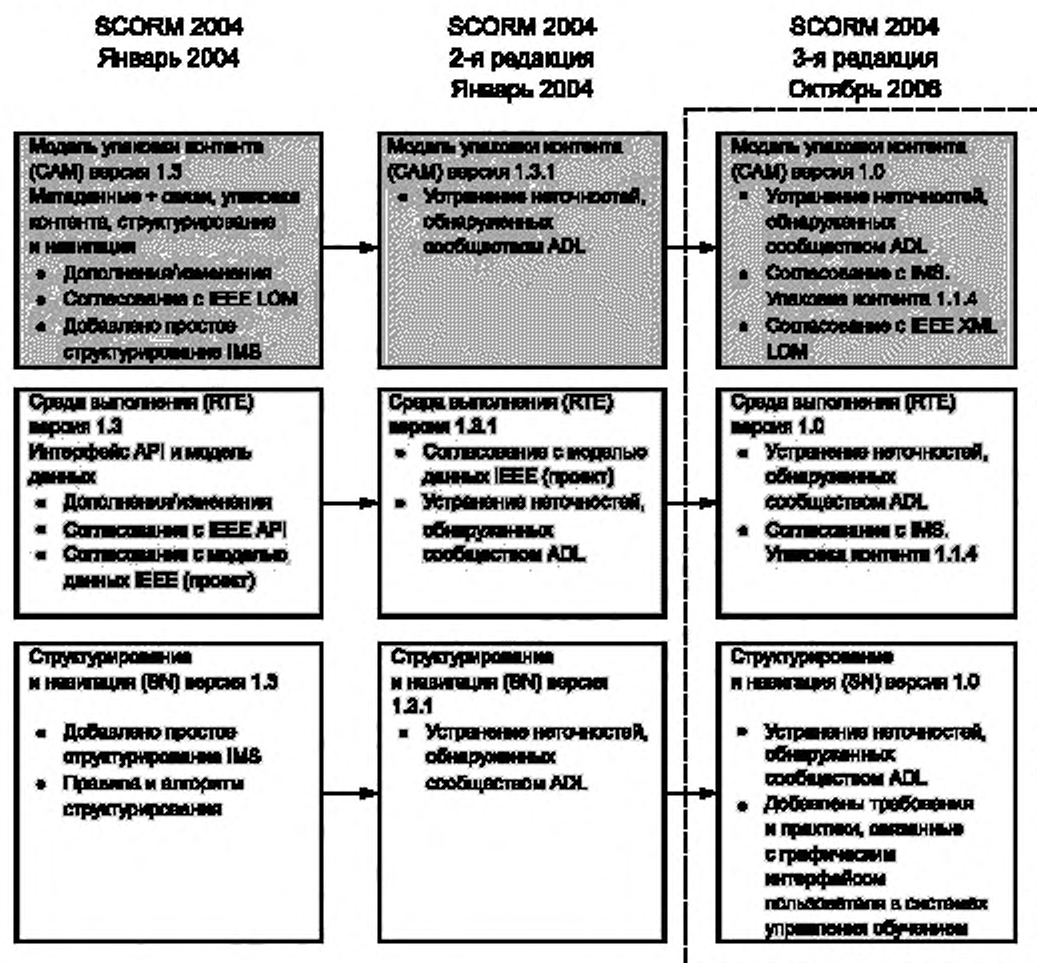 SCORM 2004
Январь 2004
SCORM 2004
2-я редакция
Январь 2004
SCORM 2004
3-я редакция
Октябрь 2006
Модель упаковки контента
(CAM) версия 1.3
Метаданные + связи, упаковка
контента, структурирование
и навигация
• Дополнения/изменения
• Согласование с IEEE LOM
• Добавлено простое
структурирование IMS
Модель упаковки контента
(CAM) версия 1.3.1
• Устранение неточностей,
обнаруженных
сообществом ADL
Модель упаковки контента
(CAM) версия 1.0
• Устранение неточностей,
обнаруженных
сообществом ADL
• Согласование с IMS.
Упаковка контента 1.1.4
• Согласование с IEEE XML
LOM
Среда выполнения (RTE)
версия 1.3
Интерфейс API и модель
данных
• Дополнения/изменения
• Согласование с IEEE API
• Согласование с моделью
данных IEEE (проект)
Среда выполнения (RTE)
версия 1.3.1
• Согласование с моделью
данных IEEE (проект)
• Устранение неточностей,
обнаруженных
сообществом ADL
Среда выполнения (RTE)
версия 1.0
• Устранение неточностей,
обнаруженных
сообществом ADL
• Согласование с IMS.
Упаковка контента 1.1.4
Структурирование
и навигация (SN) версия 1.3
• Добавлено простое
структурирование IMS
• Правила и алгоритм
структурирования
Структурирование
и навигация (SN) версия
1.3.1
• Устранение неточностей,
обнаруженных
сообществом ADL
Структурирование
и навигация (SN) версия 1.0
• Устранение неточностей,
обнаруженных
сообществом ADL
• Добавлены требования
и практики, связанные
с графическим
интерфейсом
пользователя в системах
управления обучением